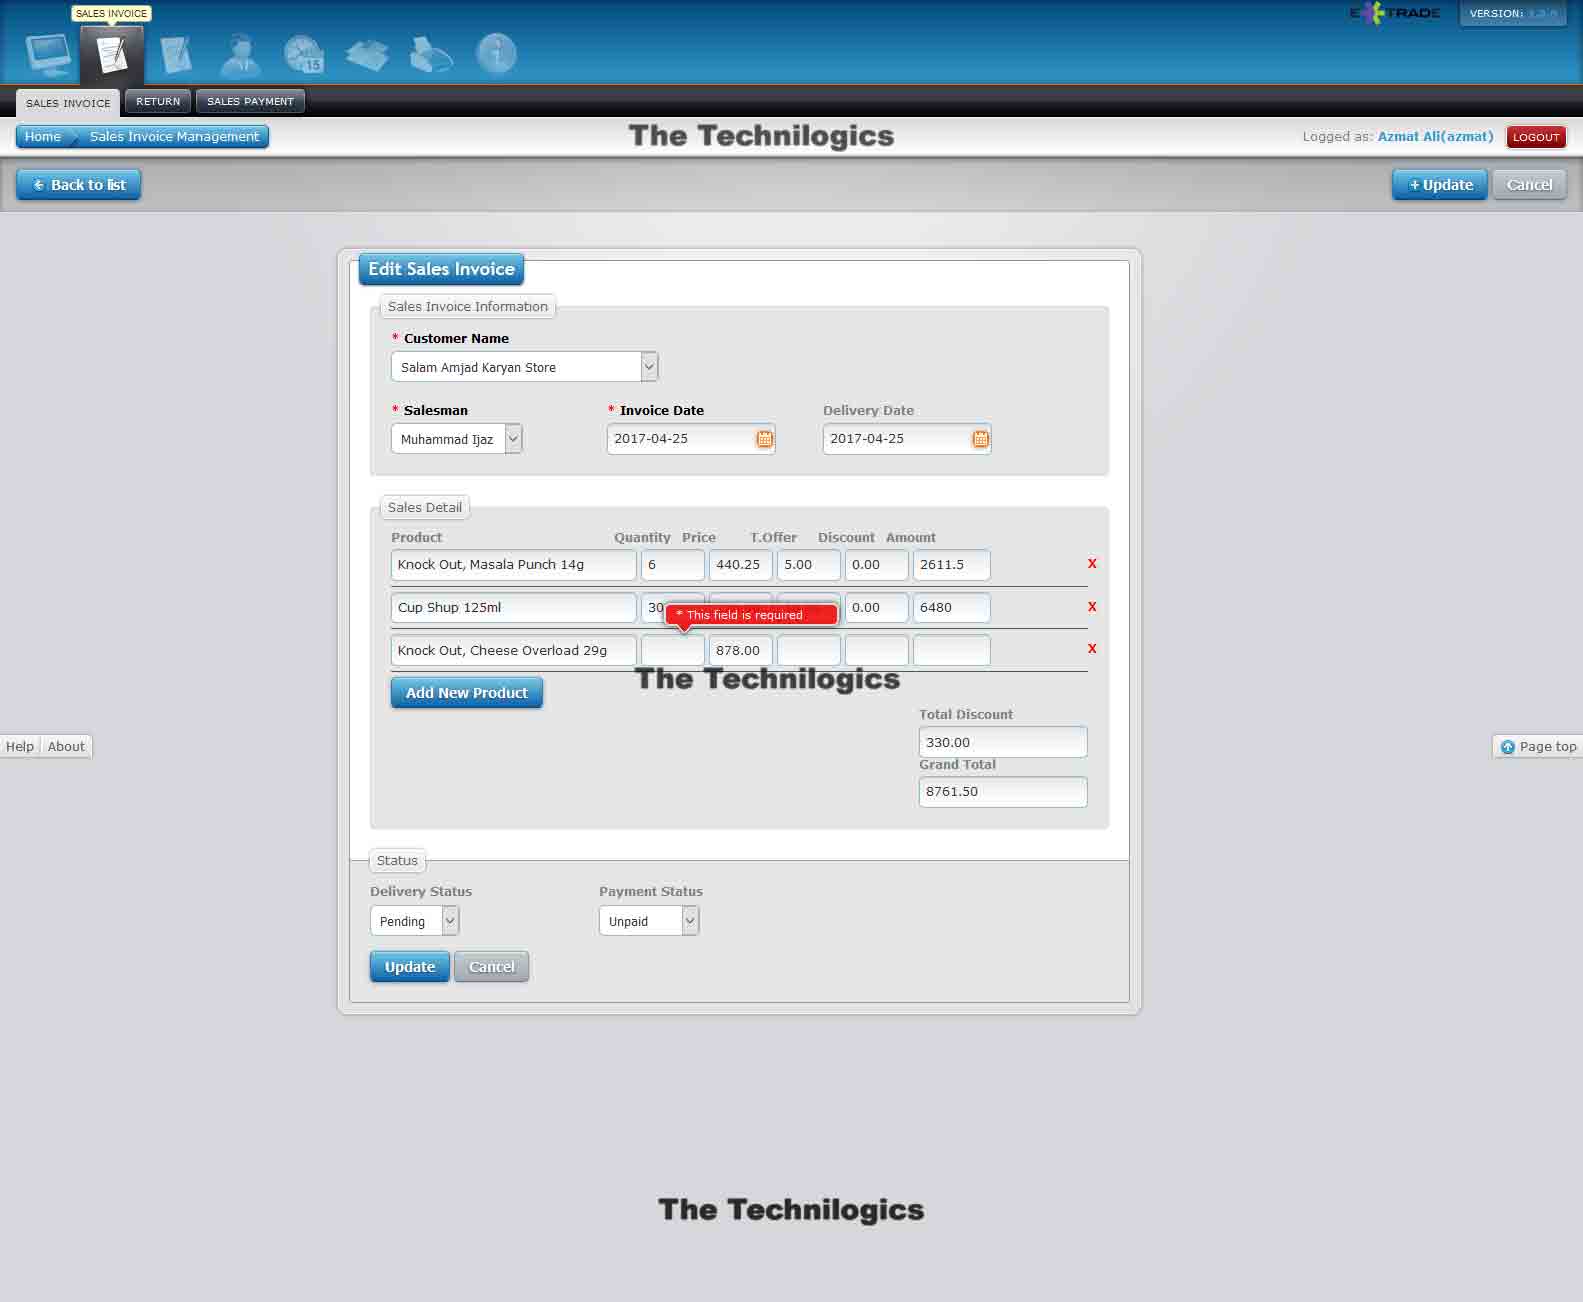 SALES INVOICE
E TRADE
VERSION:
15
SALES INVOICE RETURN SALES PAYMENT
Home Sales Invoice Management
The Technilogics
Logged as: Azmat Ali(azmat) LOGOUT
Back to list
+ Update Cancel
Edit Sales Invoice
Sales Invoice Information
* Customer Name
Salam Amjad Karyan Store
* Salesman * Invoice Date Delivery Date
Muhammad Ijaz 2017-04-25 2017-04-25
Sales Detail
Product Quantity Price T.Offer Discount Amount
Knock Out, Masala Punch 14g 6 440.25 5.00 0.00 2611.5 X
Cup Shup 125ml 30 0.00 6480 X
* This field is required
Knock Out, Cheese Overload 29g 878.00 X
The Technilogics
Add New Product
Total Discount
330.00
Grand Total
8761.50
Help About
Page top
Status
Delivery Status Payment Status
Pending Unpaid
Update Cancel
The Technilogics